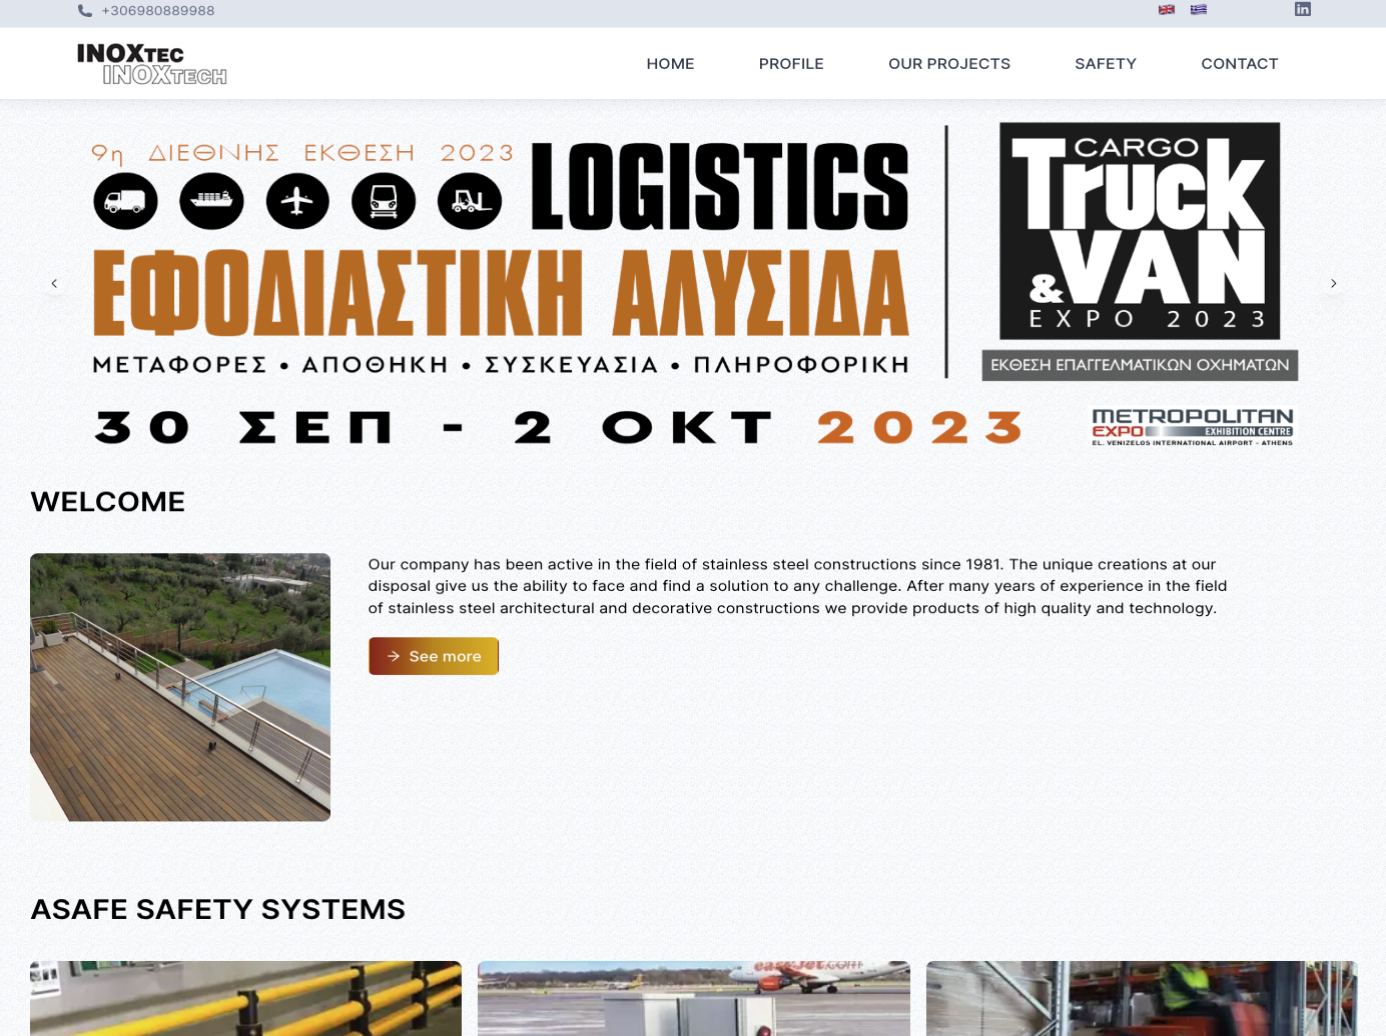 +306980889988
INOXTEC
INOXTECH
HOME PROFILE OUR PROJECTS SAFETY CONTACT
9η ΔΙΕΘΝΗΣ ΕΚΘΕΣΗ 2023
LOGISTICS
ΕΦΟΔΙΑΣΤΙΚΗ ΑΛΥΣΙΔΑ
ΜΕΤΑΦΟΡΕΣ • ΑΠΟΘΗΚΗ • ΣΥΣΚΕΥΑΣΙΑ • ΠΛΗΡΟΦΟΡΙΚΗ
30 ΣΕΠ - 2 ΟΚΤ 2023
CARGO
Truck
&VAN
EXPO 2023
ΕΚΘΕΣΗ ΕΠΑΓΓΕΛΜΑΤΙΚΩΝ ΟΧΗΜΑΤΩΝ
METROPOLITAN
EXPO EXHIBITION CENTRE
EL. VENIZELOS INTERNATIONAL AIRPORT - ATHENS
WELCOME
Our company has been active in the field of stainless steel constructions since 1981. The unique creations at our
disposal give us the ability to face and find a solution to any challenge. After many years of experience in the field
of stainless steel architectural and decorative constructions we provide products of high quality and technology.
See more
ASAFE SAFETY SYSTEMS
easyJet.com